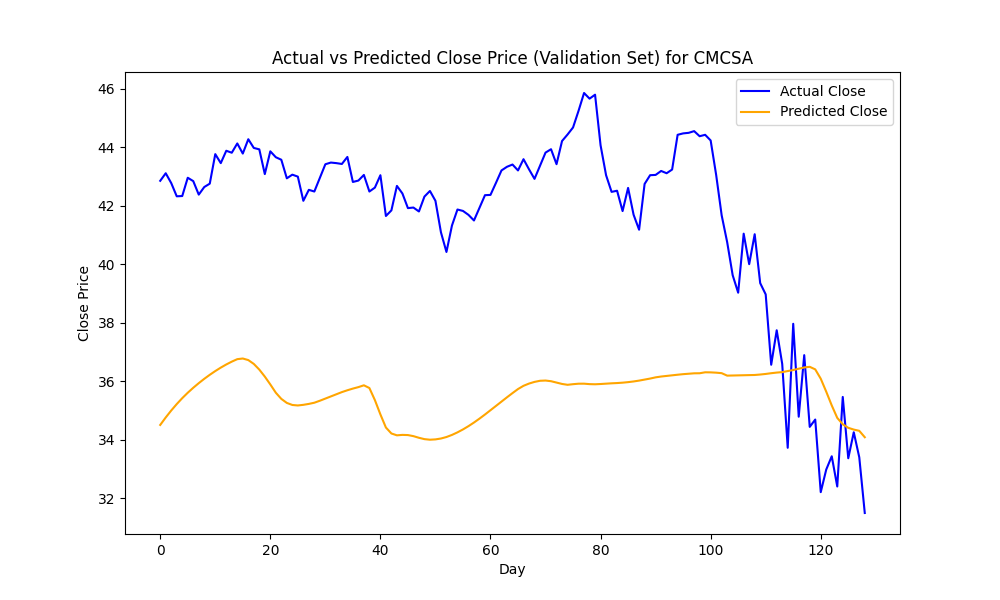 Actual vs Predicted Close Price (Validation Set) for CMCSA
Actual Close
Predicted Close
Close Price
46
44
42
40
38
36
34
32
0 20 40 60 80 100 120
Day